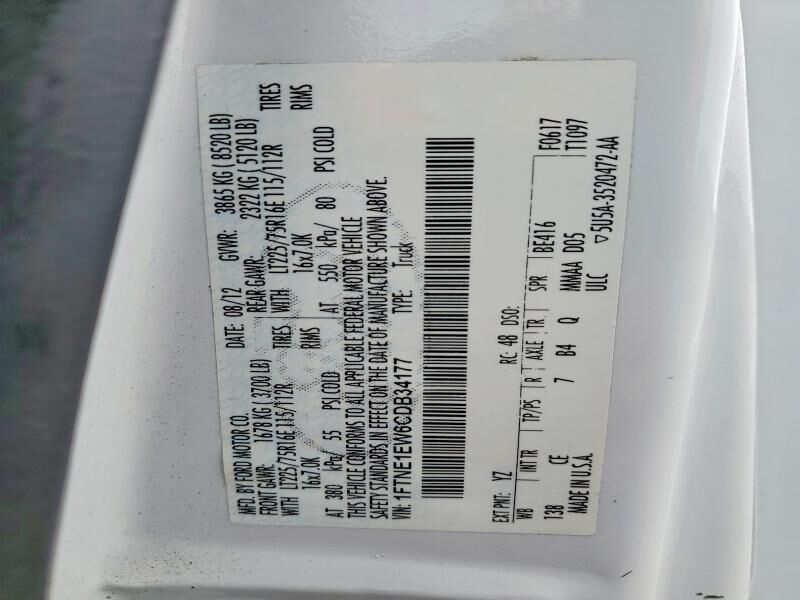 MFD. BY FORD MOTOR CO. DATE: 08/12 GVWR: 3865 KG ( 8520 LB)
FRONT GAWR: 1678 KG ( 3700 LB) REAR GAWR: 2322 KG ( 5120 LB)
WITH LT225/75R16E 115/112R TIRES WITH LT225/75R16E 115/112R TIRES
16x7.0K RIMS 16x7.0K RIMS
AT 380 kPa/ 55 PSI COLD AT 550 kPa/ 80 PSI COLD
THIS VEHICLE CONFORMS TO ALL APPLICABLE FEDERAL MOTOR VEHICLE
SAFETY STANDARDS IN EFFECT ON THE DATE OF MANUFACTURE SHOWN ABOVE.
VIN: 1FTNE1EW6CDB34177 TYPE: Truck
EXT PNT: YZ RC: 48 DSO:
WB INT TR TP/PS R AXLE TR SPR BE416 F0617
138 CE 7 B4 Q MMAA D05 T1097
MADE IN U.S.A. ULC
▽5U5A-3520472-AA